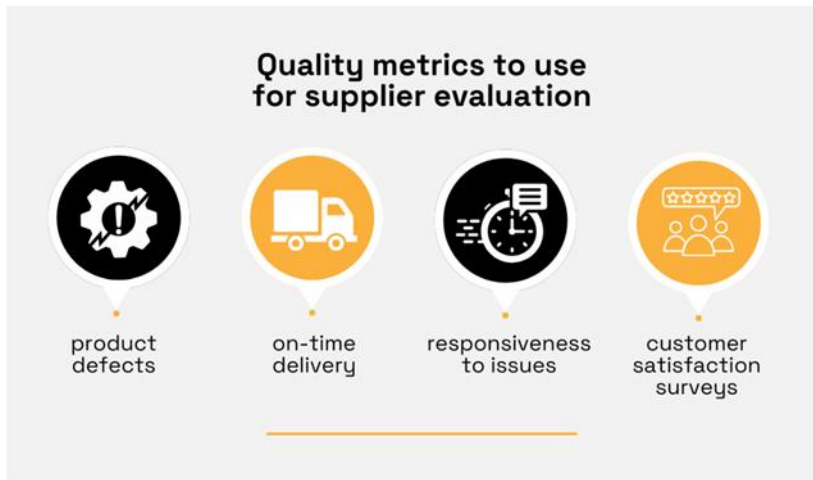 Quality metrics to use
for supplier evaluation
product
defects
on-time
delivery
responsiveness
to issues
customer
satisfaction
surveys